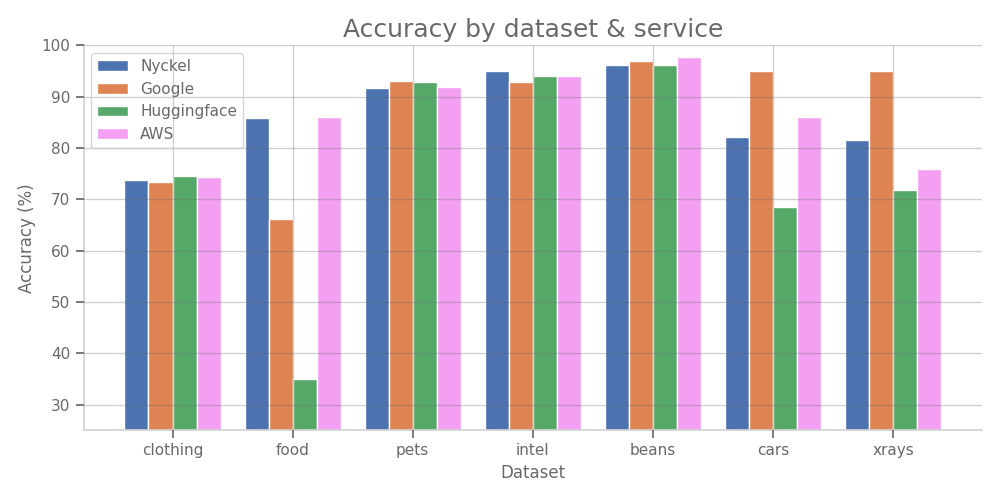 Accuracy by dataset & service
Nyckel
Google
Huggingface
AWS
Accuracy (%)
100
90
80
70
60
50
40
30
clothing food pets intel beans cars xrays
Dataset